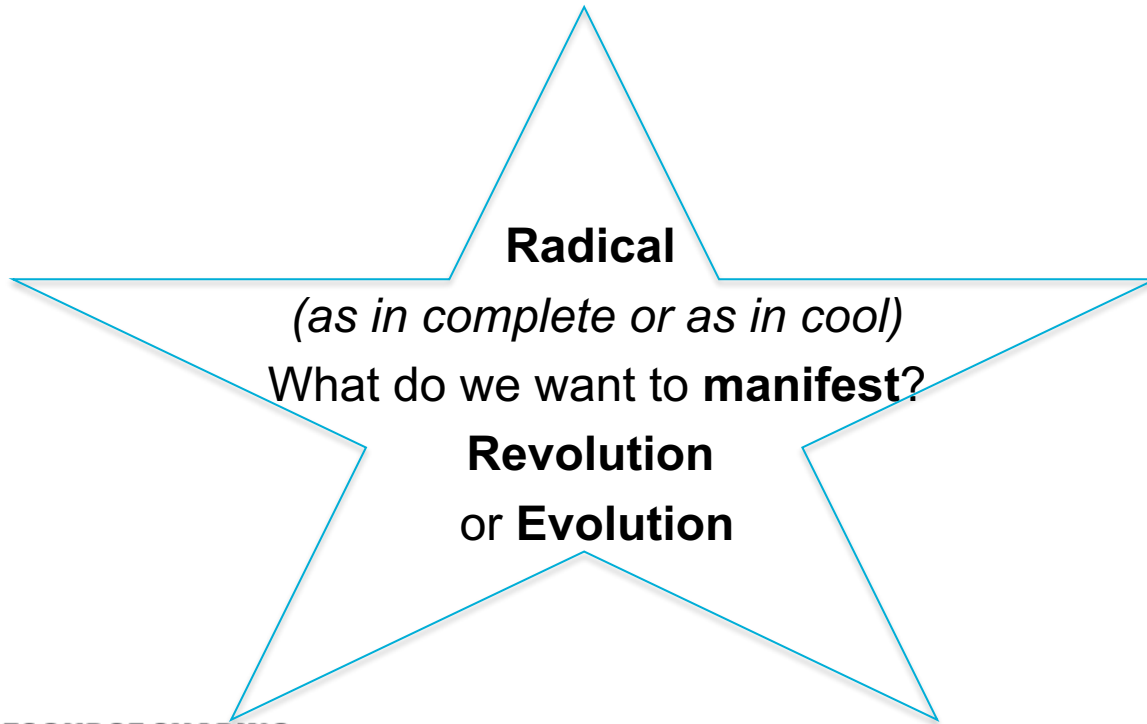 Radical
(as in complete or as in cool)
What do we want to manifest?
Revolution
or Evolution